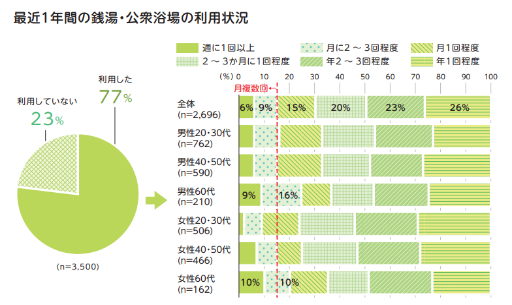 最近1年間の銭湯･公衆浴場の利用状況
週に1回以上
月に2 ～ 3回程度
月1回程度
2 ～ 3か月に1回程度
年2 ～ 3回程度
年1回程度
利用した
77%
利用していない
23%
(n=3,500)
(%) 0 10 20 30 40 50 60 70 80 90 100
月複数回←
全体
(n=2,696)
6% 9% 15% 20% 23% 26%
男性20･30代
(n=762)
男性40･50代
(n=590)
男性60代
(n=210)
9% 16%
女性20･30代
(n=506)
女性40･50代
(n=466)
女性60代
(n=162)
10% 10%